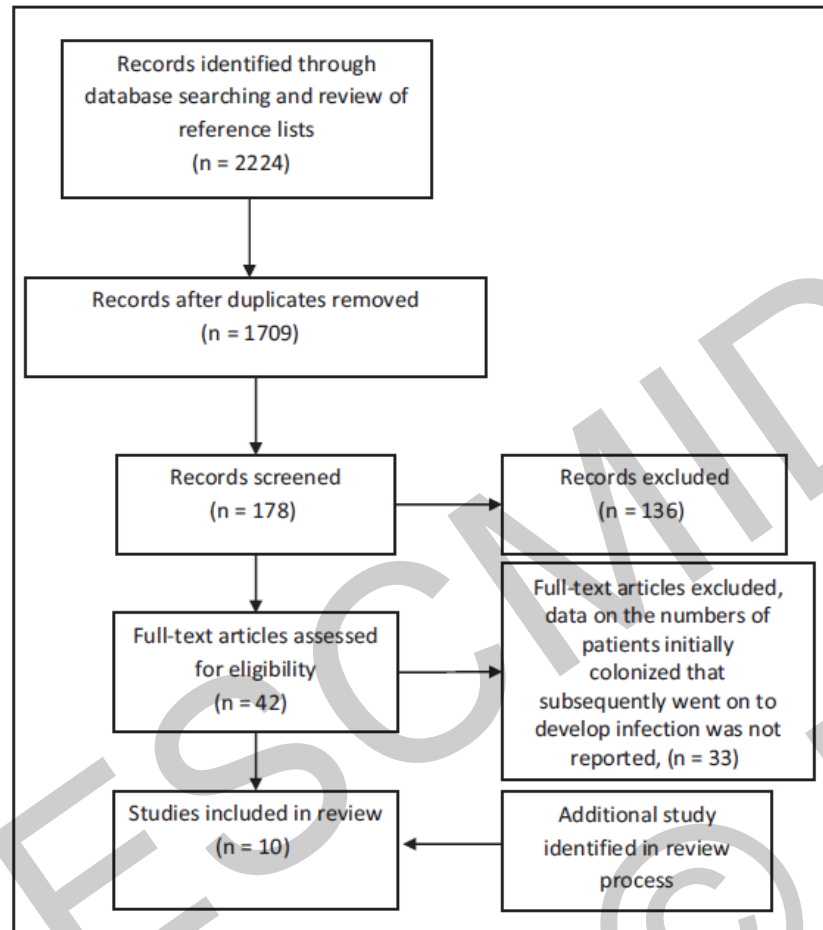 Records identified through
database searching and review of
reference lists
(n = 2224)
Records after duplicates removed
(n = 1709)
Records screened
(n = 178)
Records excluded
(n = 136)
Full-text articles assessed
for eligibility
(n = 42)
Full-text articles excluded,
data on the numbers of
patients initially
colonized that
subsequently went on to
develop infection was not
reported, (n = 33)
Studies included in review
(n = 10)
Additional study
identified in review
process
ESCMID
©